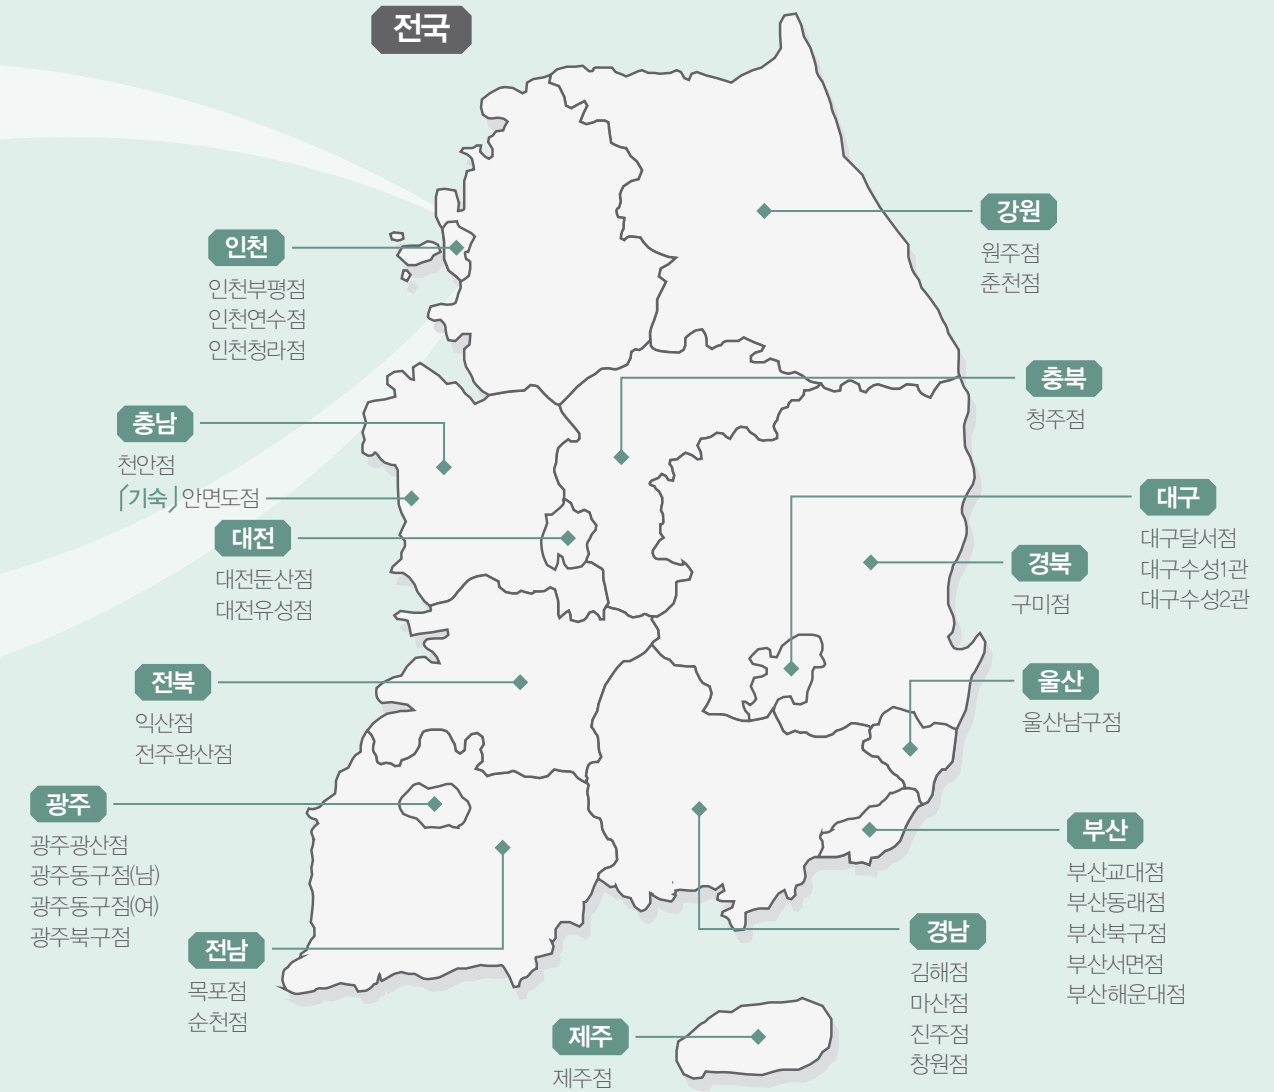 전국
강원
원주점
춘천점
인천
인천부평점
인천연수점
인천청라점
충북
청주점
충남
천안점
기숙 안면도점
대구
대구달서점
대구수성1관
대구수성2관
대전
대전둔산점
대전유성점
경북
구미점
전북
익산점
전주완산점
울산
울산남구점
광주
광주광산점
광주동구점(남)
광주동구점(여)
광주북구점
부산
부산교대점
부산동래점
부산북구점
부산서면점
부산해운대점
전남
목포점
순천점
경남
김해점
마산점
진주점
창원점
제주
제주점